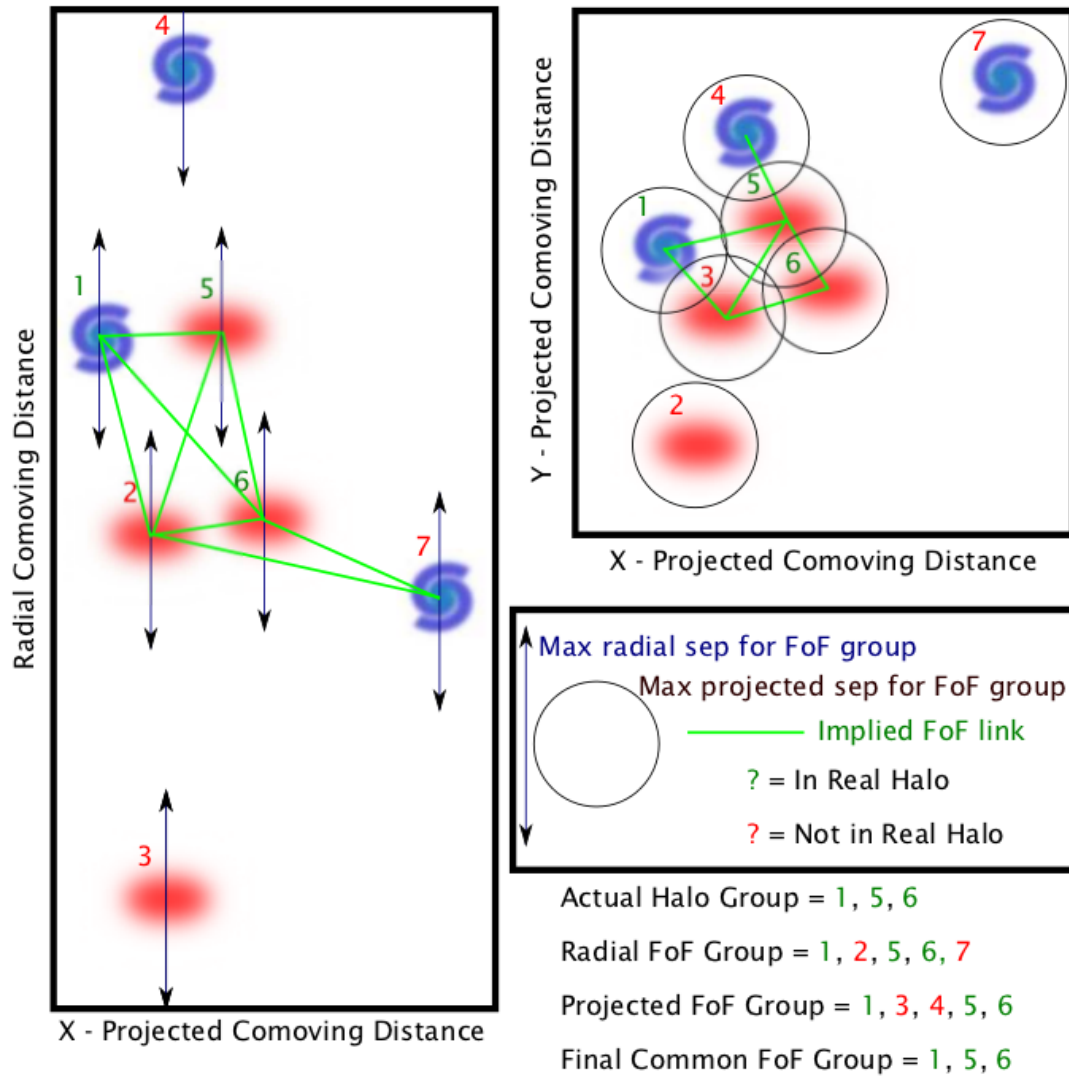 4
1
5
2
6
7
3
Radial Comoving Distance
X - Projected Comoving Distance
7
4
5
1
6
3
2
Y - Projected Comoving Distance
X - Projected Comoving Distance
Max radial sep for FoF group
Max projected sep for FoF group
Implied FoF link
? = In Real Halo
? = Not in Real Halo
Actual Halo Group = 1, 5, 6
Radial FoF Group = 1, 2, 5, 6, 7
Projected FoF Group = 1, 3, 4, 5, 6
Final Common FoF Group = 1, 5, 6